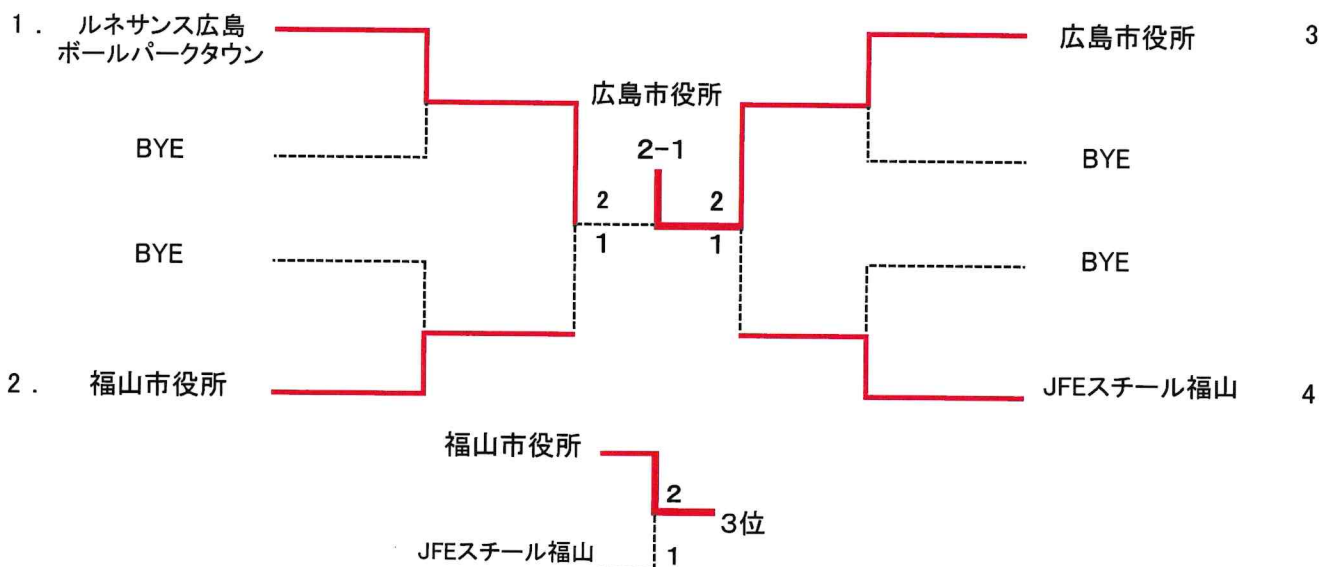 1. ルネサンス広島
ボールパークタウン
広島市役所 3
広島市役所
BYE
2-1
BYE
2 2
1 1
BYE
BYE
2. 福山市役所
JFEスチール福山 4
福山市役所
2
3位
JFEスチール福山 1